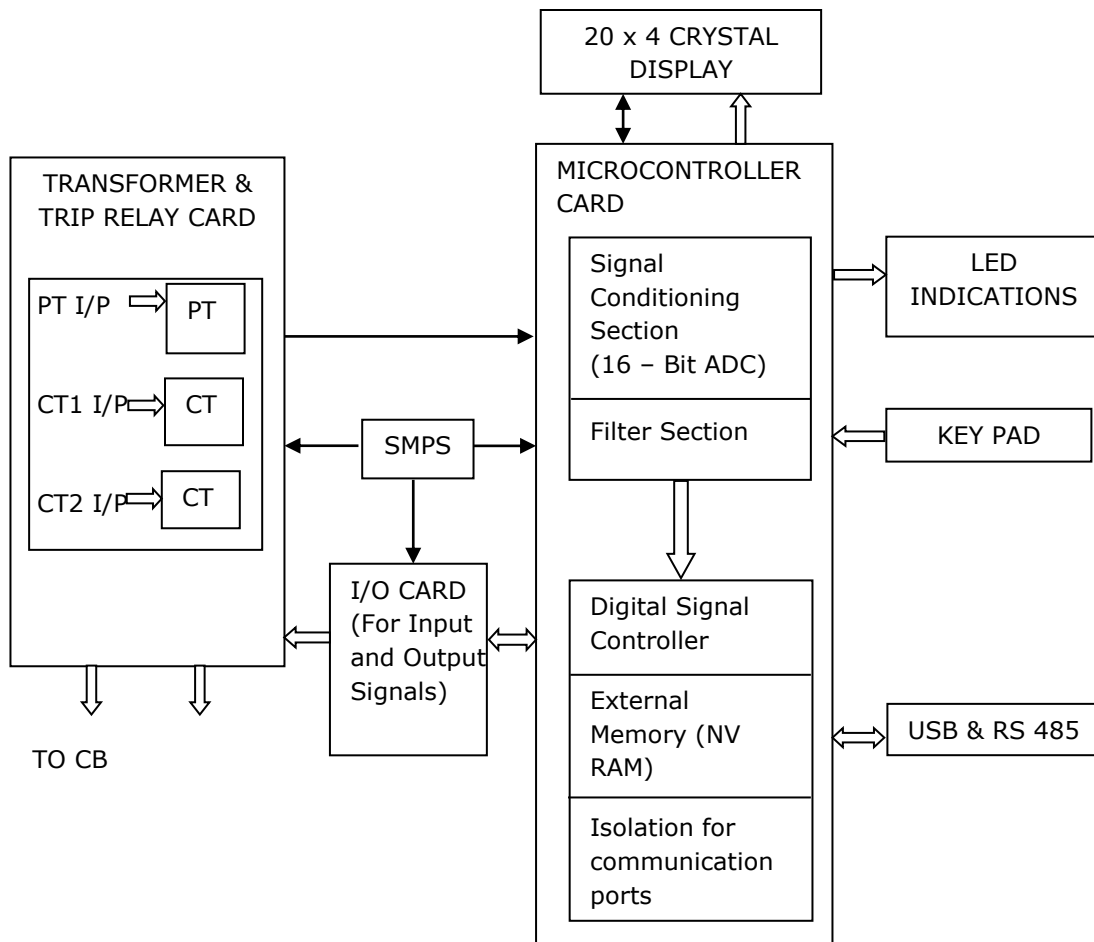 20 x 4 CRYSTAL
DISPLAY
TRANSFORMER &
TRIP RELAY CARD
PT I/P
PT
CT1 I/P
CT
CT2 I/P
CT
SMPS
I/O CARD
(For Input
and Output
Signals)
TO CB
MICROCONTROLLER
CARD
Signal
Conditioning
Section
(16 – Bit ADC)
Filter Section
Digital Signal
Controller
External
Memory (NV
RAM)
Isolation for
communication
ports
LED
INDICATIONS
KEY PAD
USB & RS 485